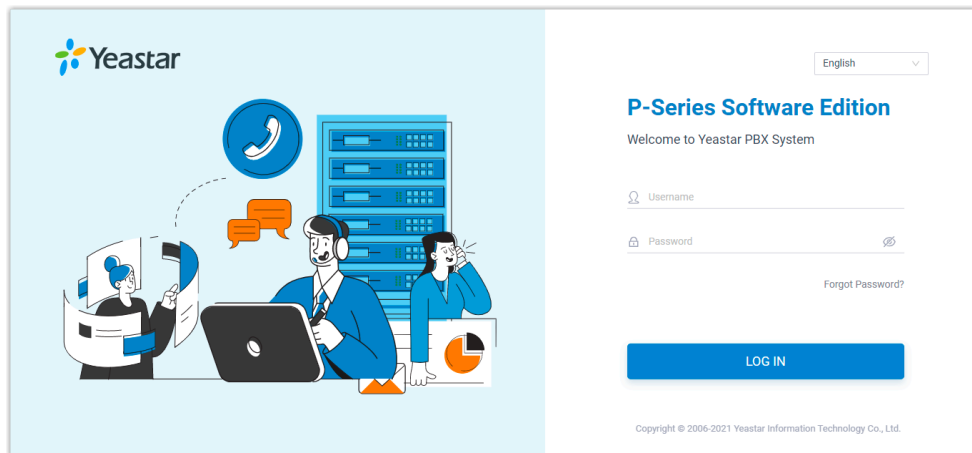 Yeastar
English
P-Series Software Edition
Welcome to Yeastar PBX System
Username
Password
Forgot Password?
LOG IN
Copyright © 2006-2021 Yeastar Information Technology Co., Ltd.